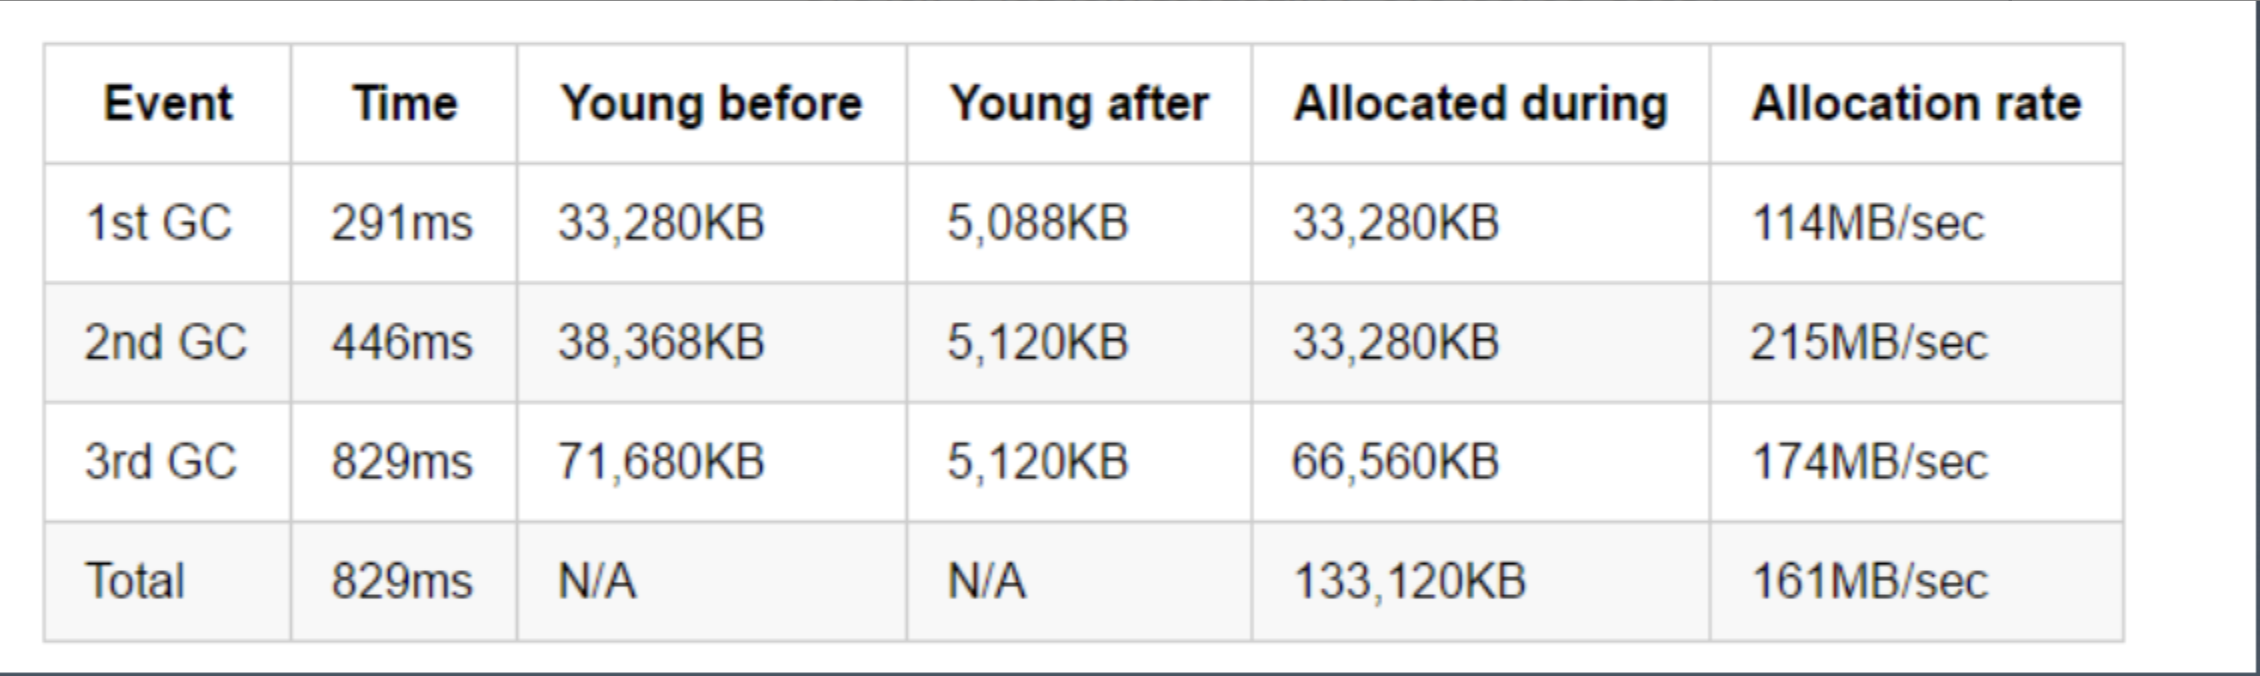 Event Time Young before Young after Allocated during Allocation rate
1st GC 291ms 33,280KB 5,088KB 33,280KB 114MB/sec
2nd GC 446ms 38,368KB 5,120KB 33,280KB 215MB/sec
3rd GC 829ms 71,680KB 5,120KB 66,560KB 174MB/sec
Total 829ms N/A N/A 133,120KB 161MB/sec